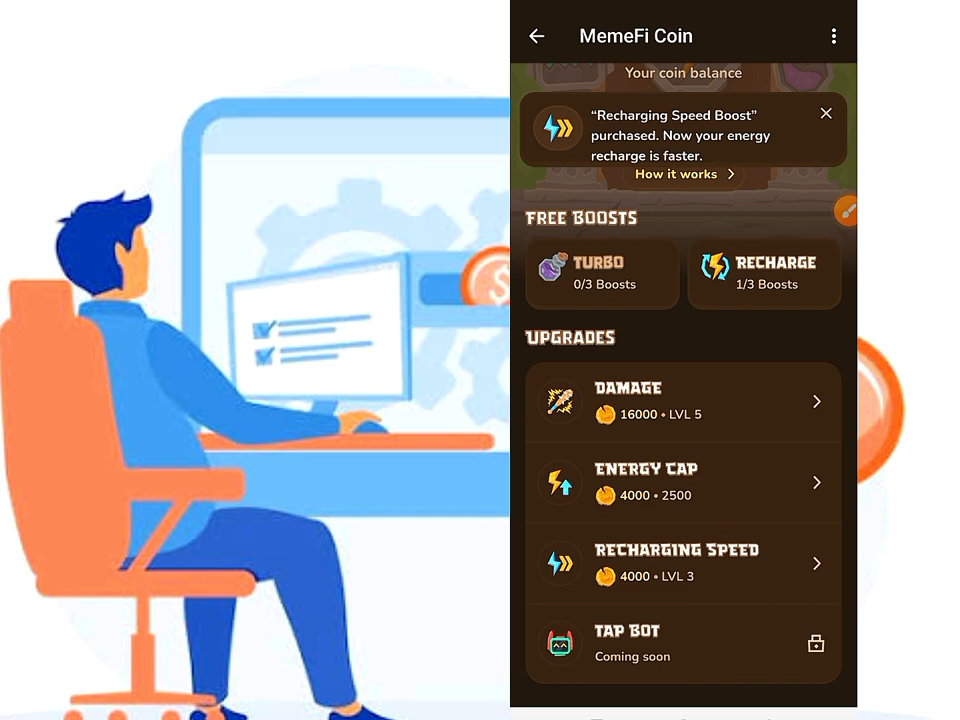 MemeFi Coin
Your coin balance
“Recharging Speed Boost”
purchased. Now your energy
recharge is faster.
How it works
FREE BOOSTS
TURBO
0/3 Boosts
RECHARGE
1/3 Boosts
UPGRADES
DAMAGE
16000 • LVL 5
ENERGY CAP
4000 • 2500
RECHARGING SPEED
4000 • LVL 3
TAP BOT
Coming soon